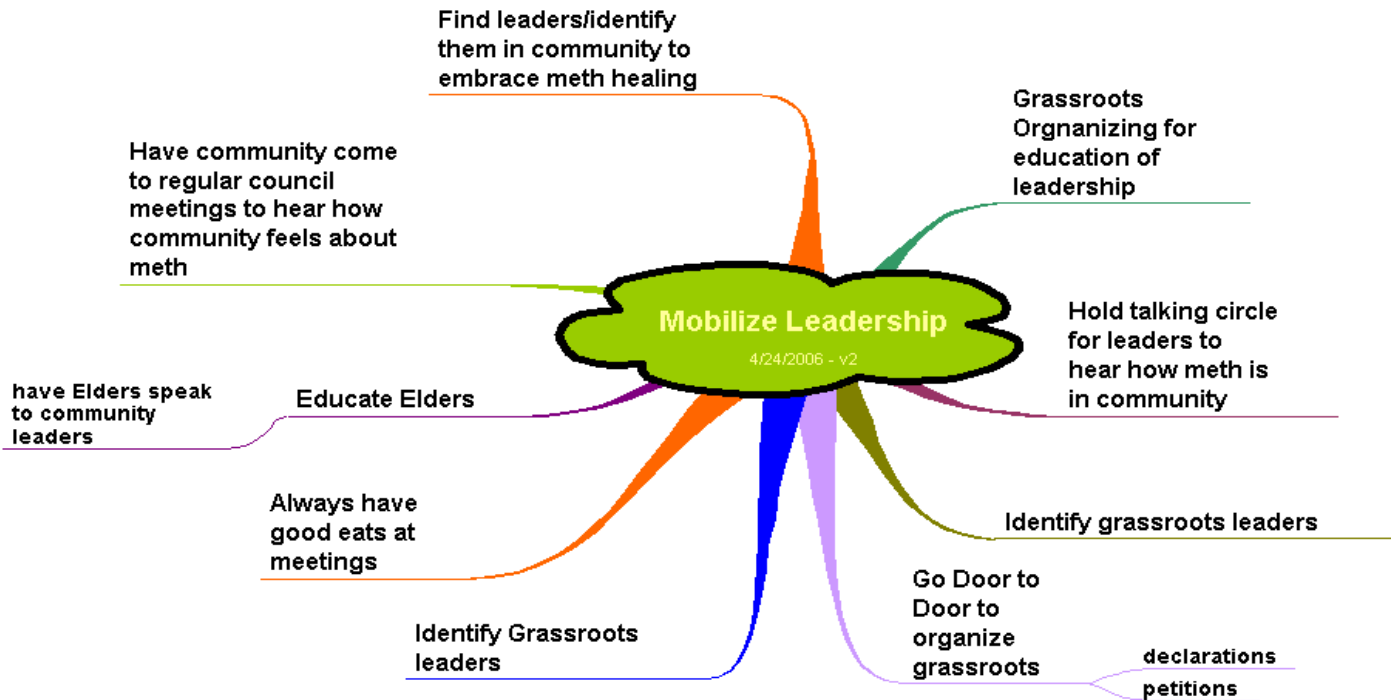 Find leaders/identify
them in community to
embrace meth healing
Grassroots
Orgnanizing for
education of
leadership
Have community come
to regular council
meetings to hear how
community feels about
meth
Mobilize Leadership
4/24/2006 - v2
Hold talking circle
for leaders to
hear how meth is
in community
have Elders speak
to community
leaders
Educate Elders
Always have
good eats at
meetings
Identify grassroots leaders
Identify Grassroots
leaders
Go Door to
Door to
organize
grassroots
declarations
petitions